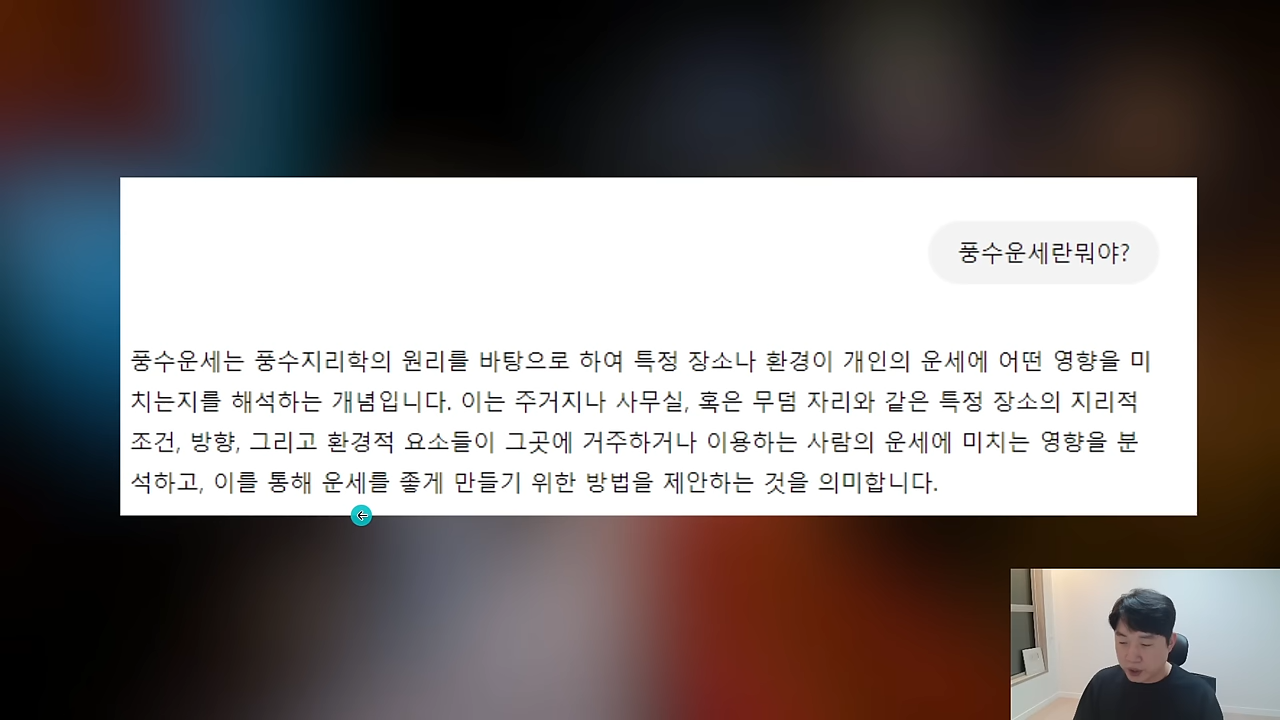 풍수운세란뭐야?
풍수운세는 풍수지리학의 원리를 바탕으로 하여 특정 장소나 환경이 개인의 운세에 어떤 영향을 미
치는지를 해석하는 개념입니다. 이는 주거지나 사무실, 혹은 무덤 자리와 같은 특정 장소의 지리적
조건, 방향, 그리고 환경적 요소들이 그곳에 거주하거나 이용하는 사람의 운세에 미치는 영향을 분
석하고, 이를 통해 운세를 좋게 만들기 위한 방법을 제안하는 것을 의미합니다.